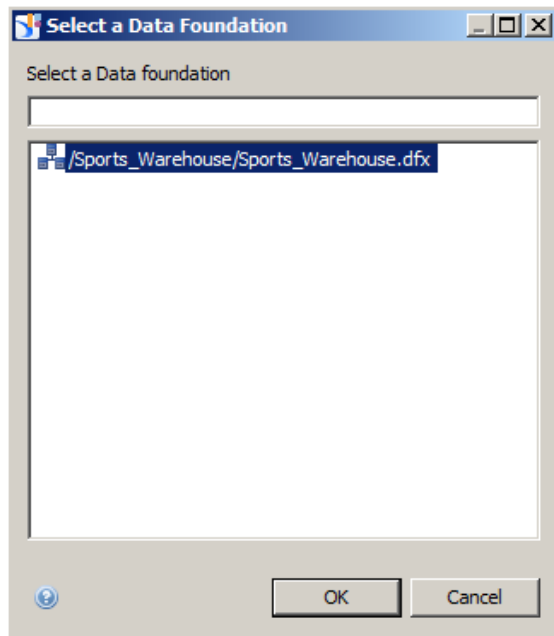 Select a Data Foundation
Select a Data foundation
/Sports_Warehouse/Sports_Warehouse.dfx
OK
Cancel